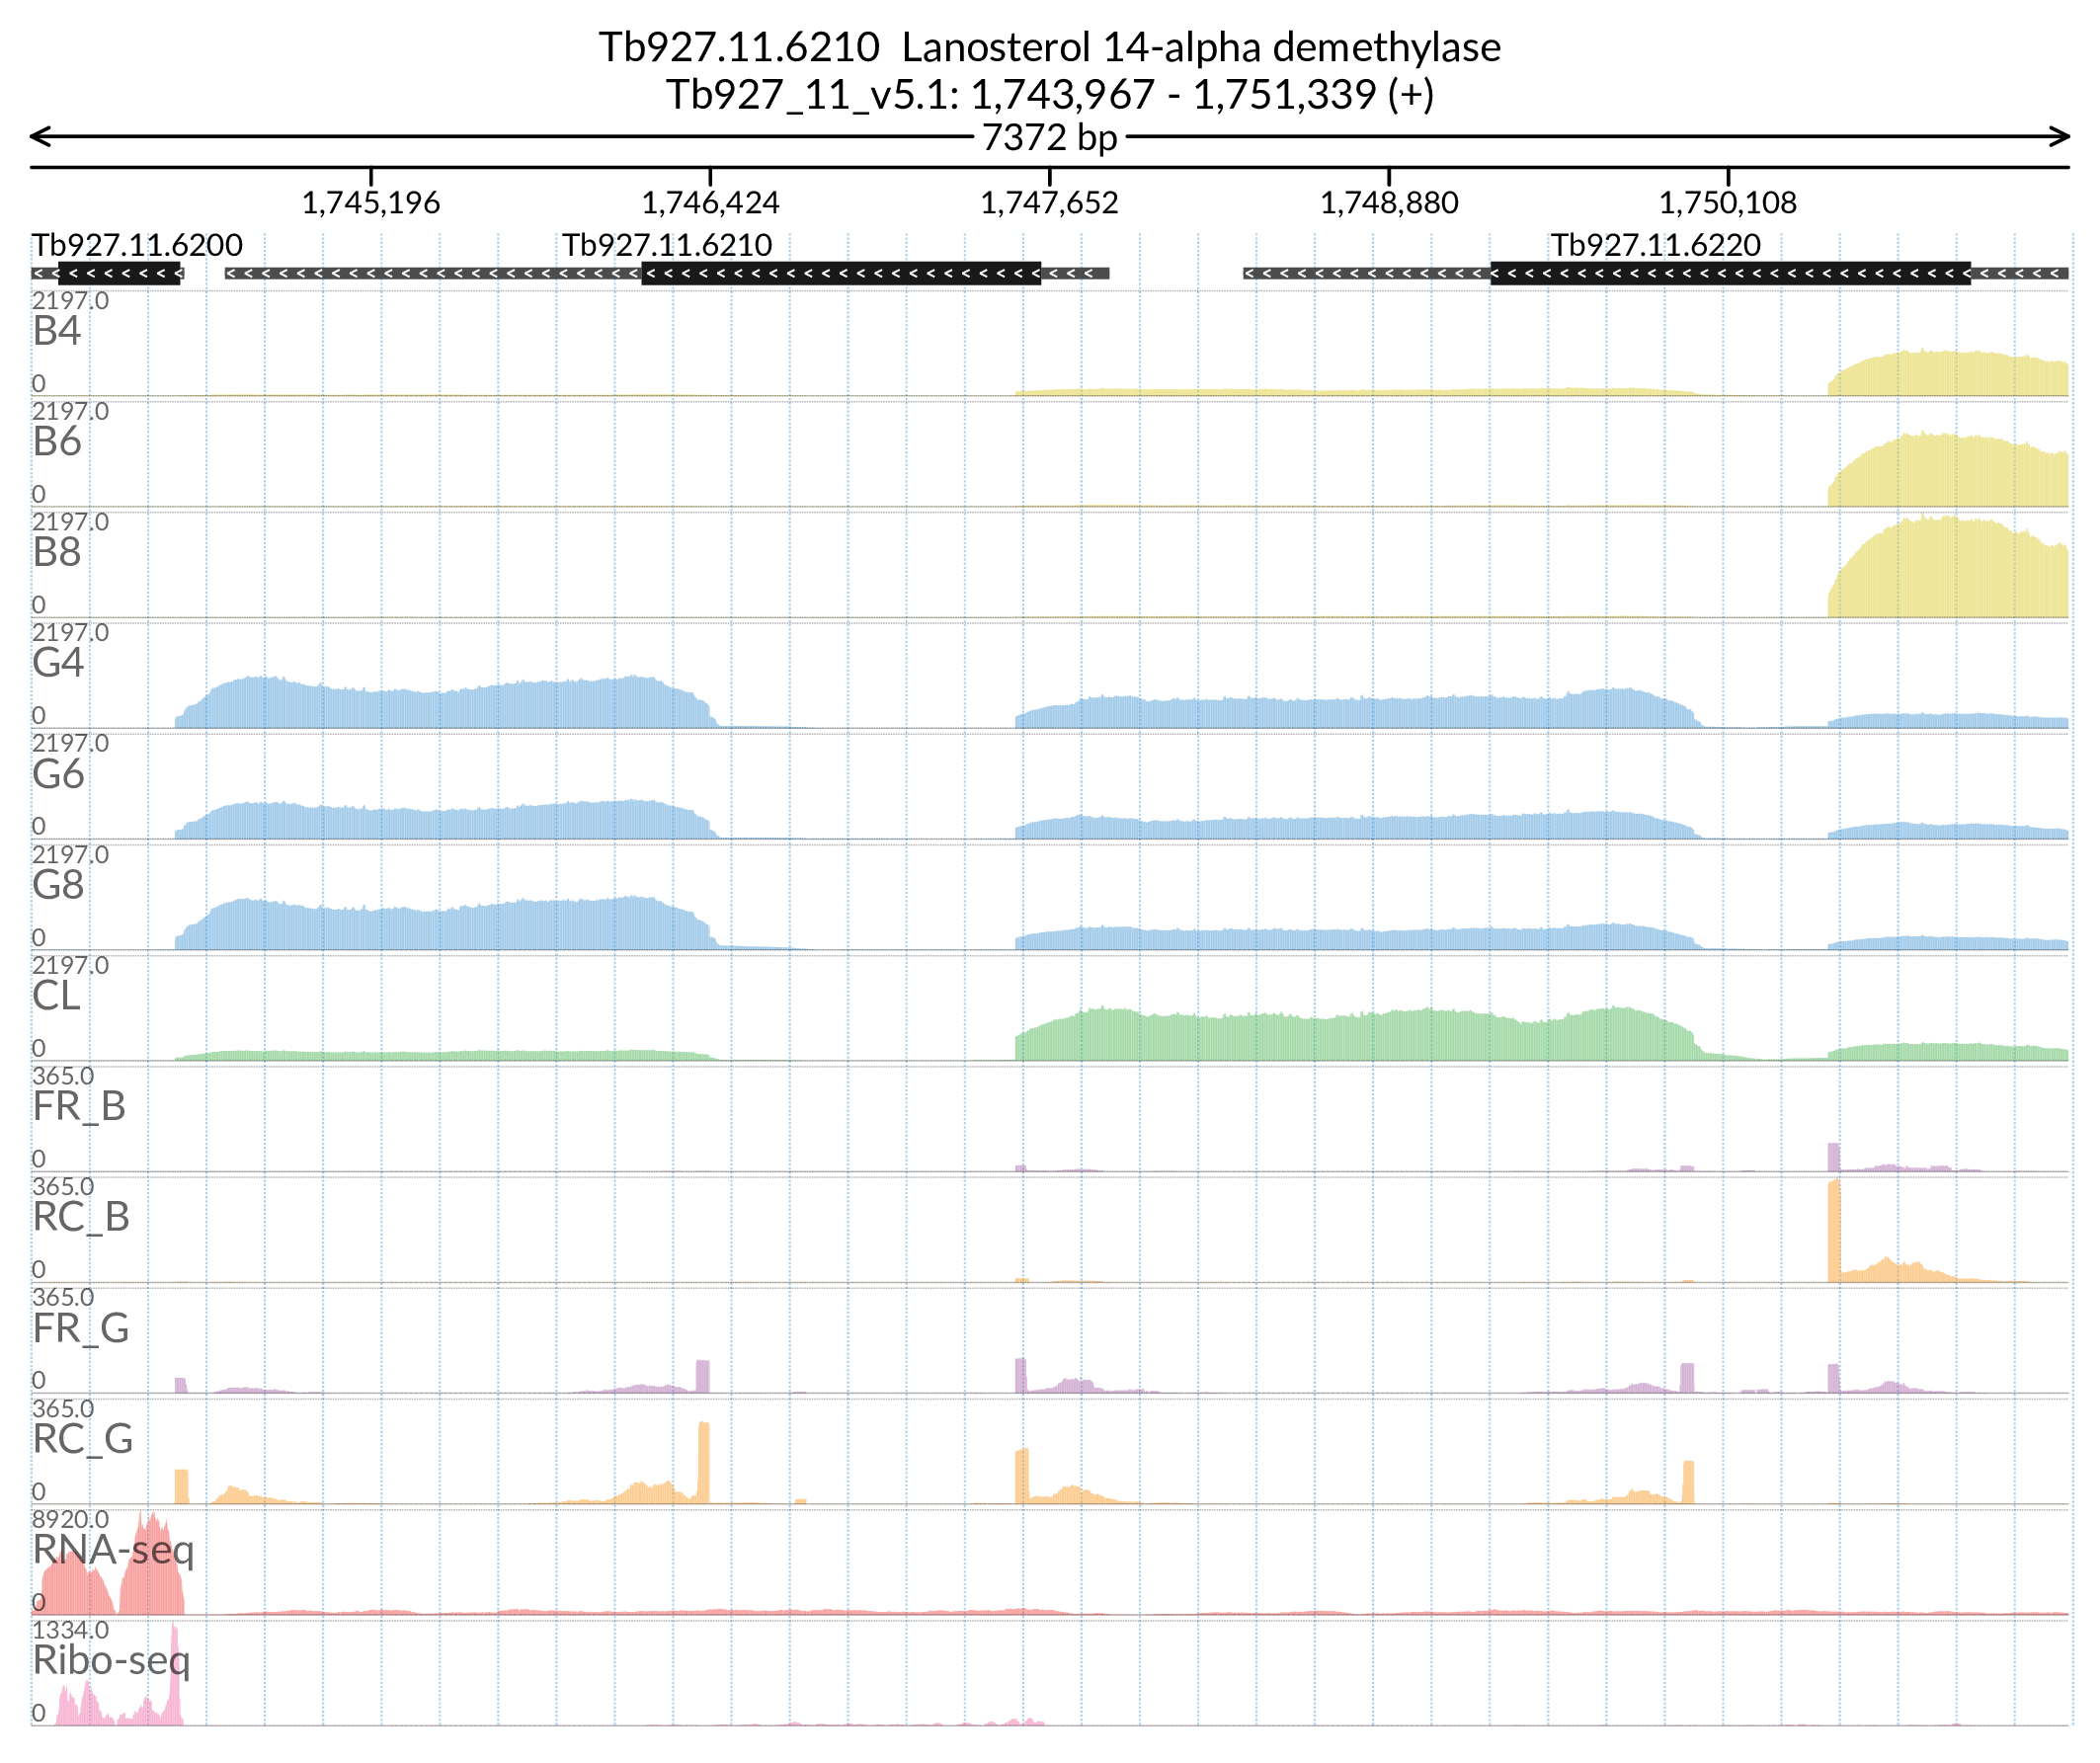 Tb927.11.6210 Lanosterol 14-alpha demethylase
Tb927_11_v5.1: 1,743,967 - 1,751,339 (+)
7372 bp
1,745,196 1,746,424 1,747,652 1,748,880 1,750,108
Tb927.11.6200 Tb927.11.6210 Tb927.11.6220
2197.0
B4
0
2197.0
B6
0
2197.0
B8
0
2197.0
G4
0
2197.0
G6
0
2197.0
G8
0
2197.0
CL
0
365.0
FR_B
0
365.0
RC_B
0
365.0
FR_G
0
365.0
RC_G
0
8920.0
RNA-seq
0
1334.0
Ribo-seq
0